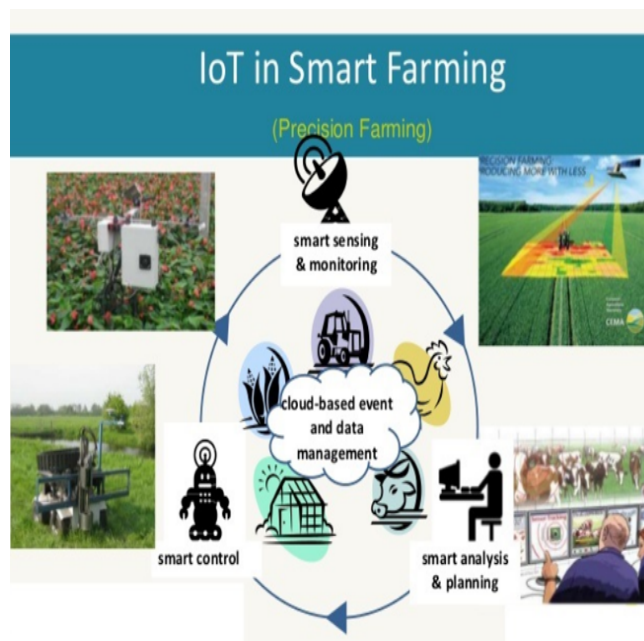 IoT in Smart Farming
(Precision Farming)
PRECISION FARMING
PRODUCING MORE WITH LESS
smart sensing
& monitoring
CEMA
cloud-based event
and data
management
smart control
smart analysis
& planning